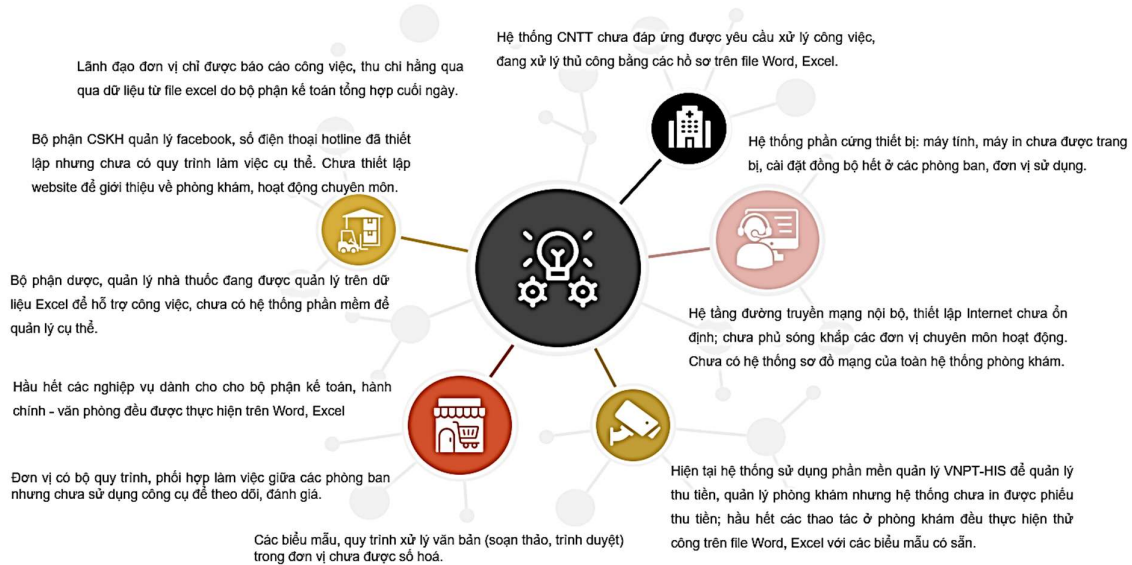 Hệ thống CNTT chưa đáp ứng được yêu cầu xử lý công việc,
đang xử lý thủ công bằng các hồ sơ trên file Word, Excel.
Lãnh đạo đơn vị chỉ được báo cáo công việc, thu chi hằng qua
qua dữ liệu từ file excel do bộ phận kế toán tổng hợp cuối ngày.
Bộ phận CSKH quản lý facebook, số điện thoại hotline đã thiết
lập nhưng chưa có quy trình làm việc cụ thể. Chưa thiết lập
website để giới thiệu về phòng khám, hoạt động chuyên môn.
Hệ thống phần cứng thiết bị: máy tính, máy in chưa được trang
bị, cài đặt đồng bộ hết ở các phòng ban, đơn vị sử dụng.
Bộ phận dược, quản lý nhà thuốc đang được quản lý trên dữ
liệu Excel để hỗ trợ công việc, chưa có hệ thống phần mềm để
quản lý cụ thể.
Hệ tầng đường truyền mạng nội bộ, thiết lập Internet chưa ổn
định; chưa phủ sóng khắp các đơn vị chuyên môn hoạt động.
Chưa có hệ thống sơ đồ mạng của toàn hệ thống phòng khám.
Hầu hết các nghiệp vụ dành cho cho bộ phận kế toán, hành
chính - văn phòng đều được thực hiện trên Word, Excel
Đơn vị có bộ quy trình, phối hợp làm việc giữa các phòng ban
nhưng chưa sử dụng công cụ để theo dõi, đánh giá.
Hiện tại hệ thống sử dụng phần mền quản lý VNPT-HIS để quản lý
thu tiền, quản lý phòng khám nhưng hệ thống chưa in được phiếu
thu tiền; hầu hết các thao tác ở phòng khám đều thực hiện thử
công trên file Word, Excel với các biểu mẫu có sẵn.
Các biểu mẫu, quy trình xử lý văn bản (soạn thảo, trình duyệt)
trong đơn vị chưa được số hoá.